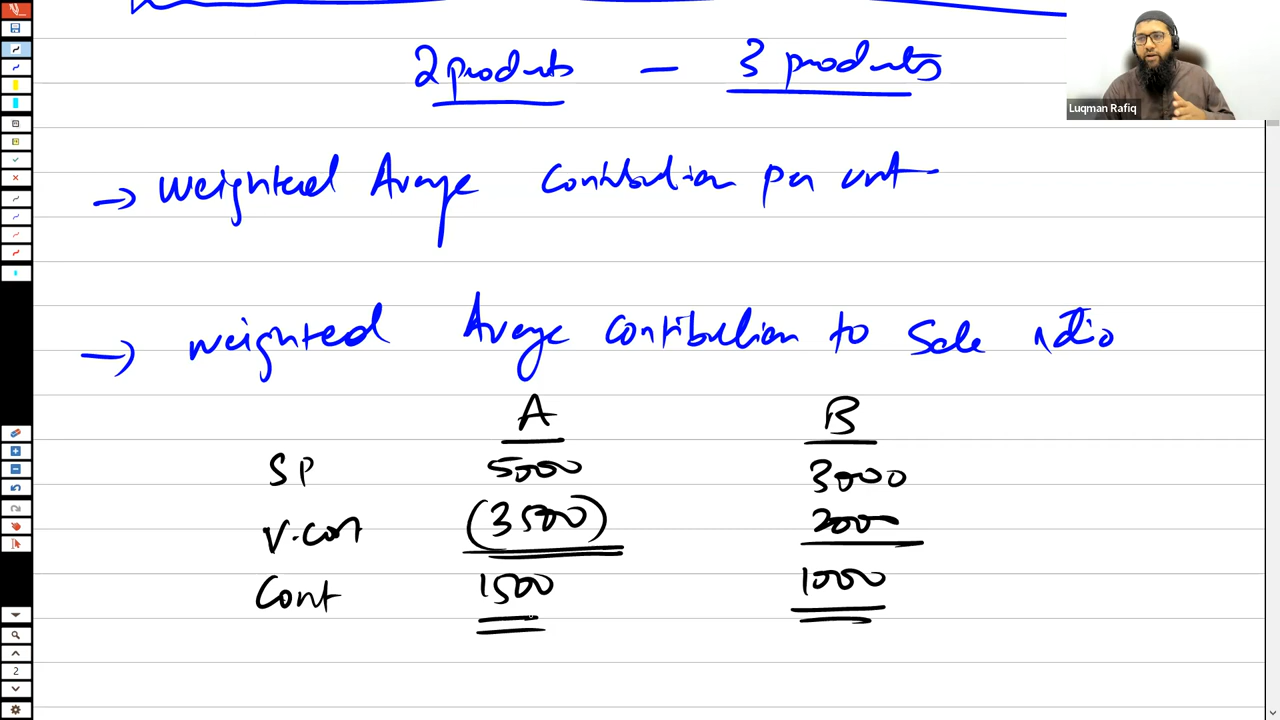 2 products — 3 products
Luqman Rafiq
→ Weighted Average Contribution per unit
→ Weighted Average Contribution to Sale ratio
A B
SP 5000 3000
V.Cost (3500) 2000
Cont 1500 1000
2